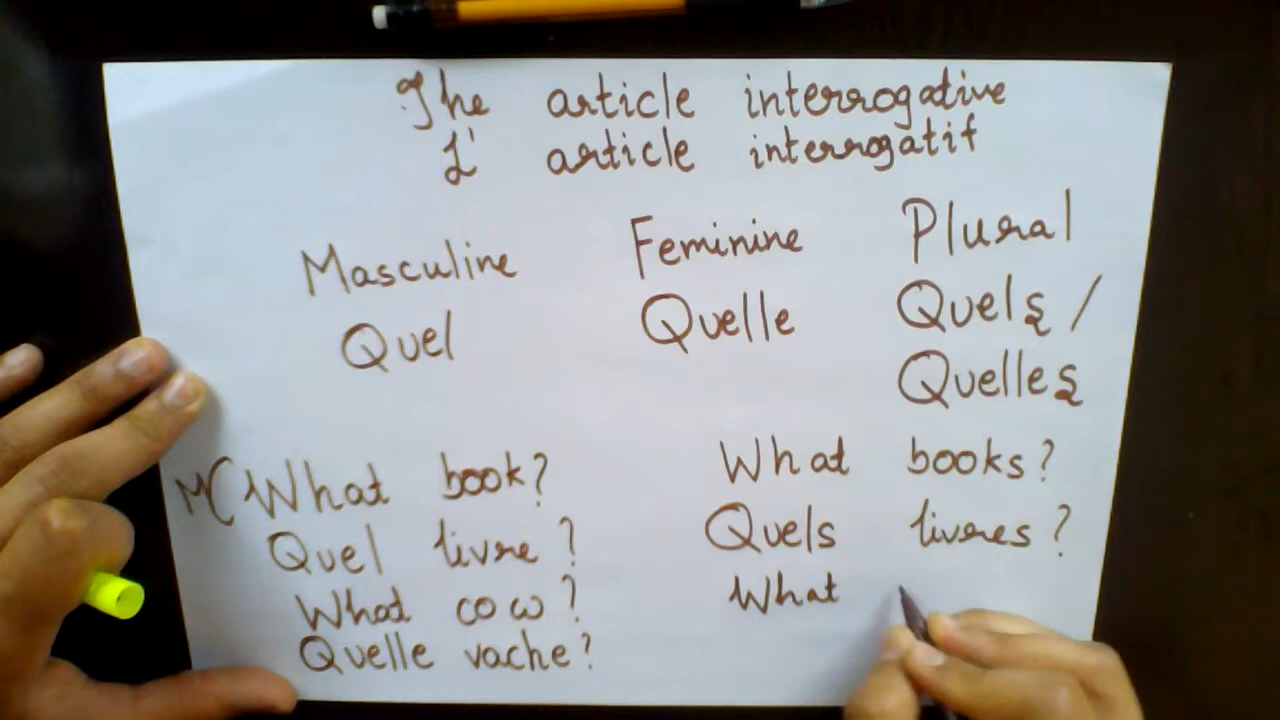 The article interrogative
L' article interrogatif
Masculine Feminine Plural
Quel Quelle Quels /
Quelles
M( What book?
Quel livre ?
What cow ?
Quelle vache?
What books?
Quels livres ?
What